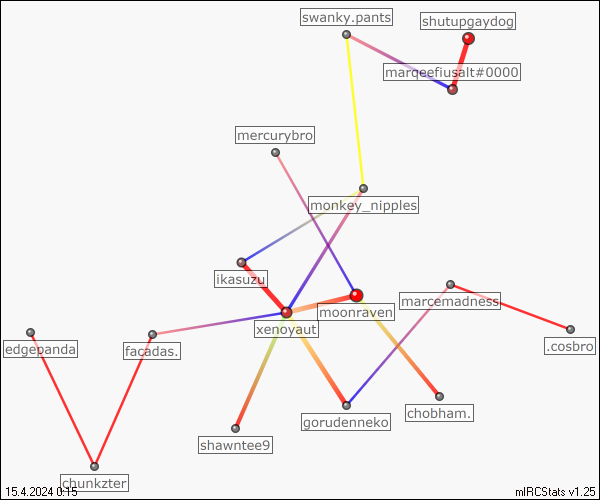 swanky.pants
shutupgaydog
marqeefiusalt#0000
mercurybro
monkey_nipples
ikasuzu
marcemadness
moonraven
xenoyaut
edgepanda
facadas.
.cosbro
chobham.
gorudenneko
shawntee9
chunkzter
15.4.2024 0:15
mIRCStats v1.25